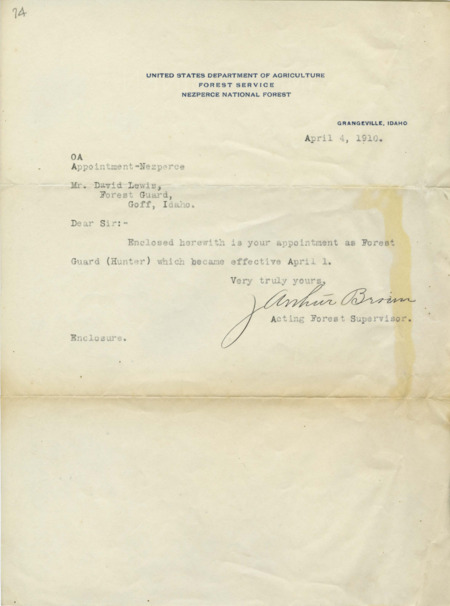 74
UNITED STATES DEPARTMENT OF AGRICULTURE
FOREST SERVICE
NEZPERCE NATIONAL FOREST
GRANGEVILLE, IDAHO
April 4, 1916.
OA
Appointment-Nezperce
Mr. David Lewis,
Forest Guard,
Goff, Idaho.
Dear Sir:-
Enclosed herewith is your appointment as Forest
Guard (Hunter) which became effective April 1.
Very truly yours,
J Arthur Brown
Acting Forest Supervisor.
Enclosure.